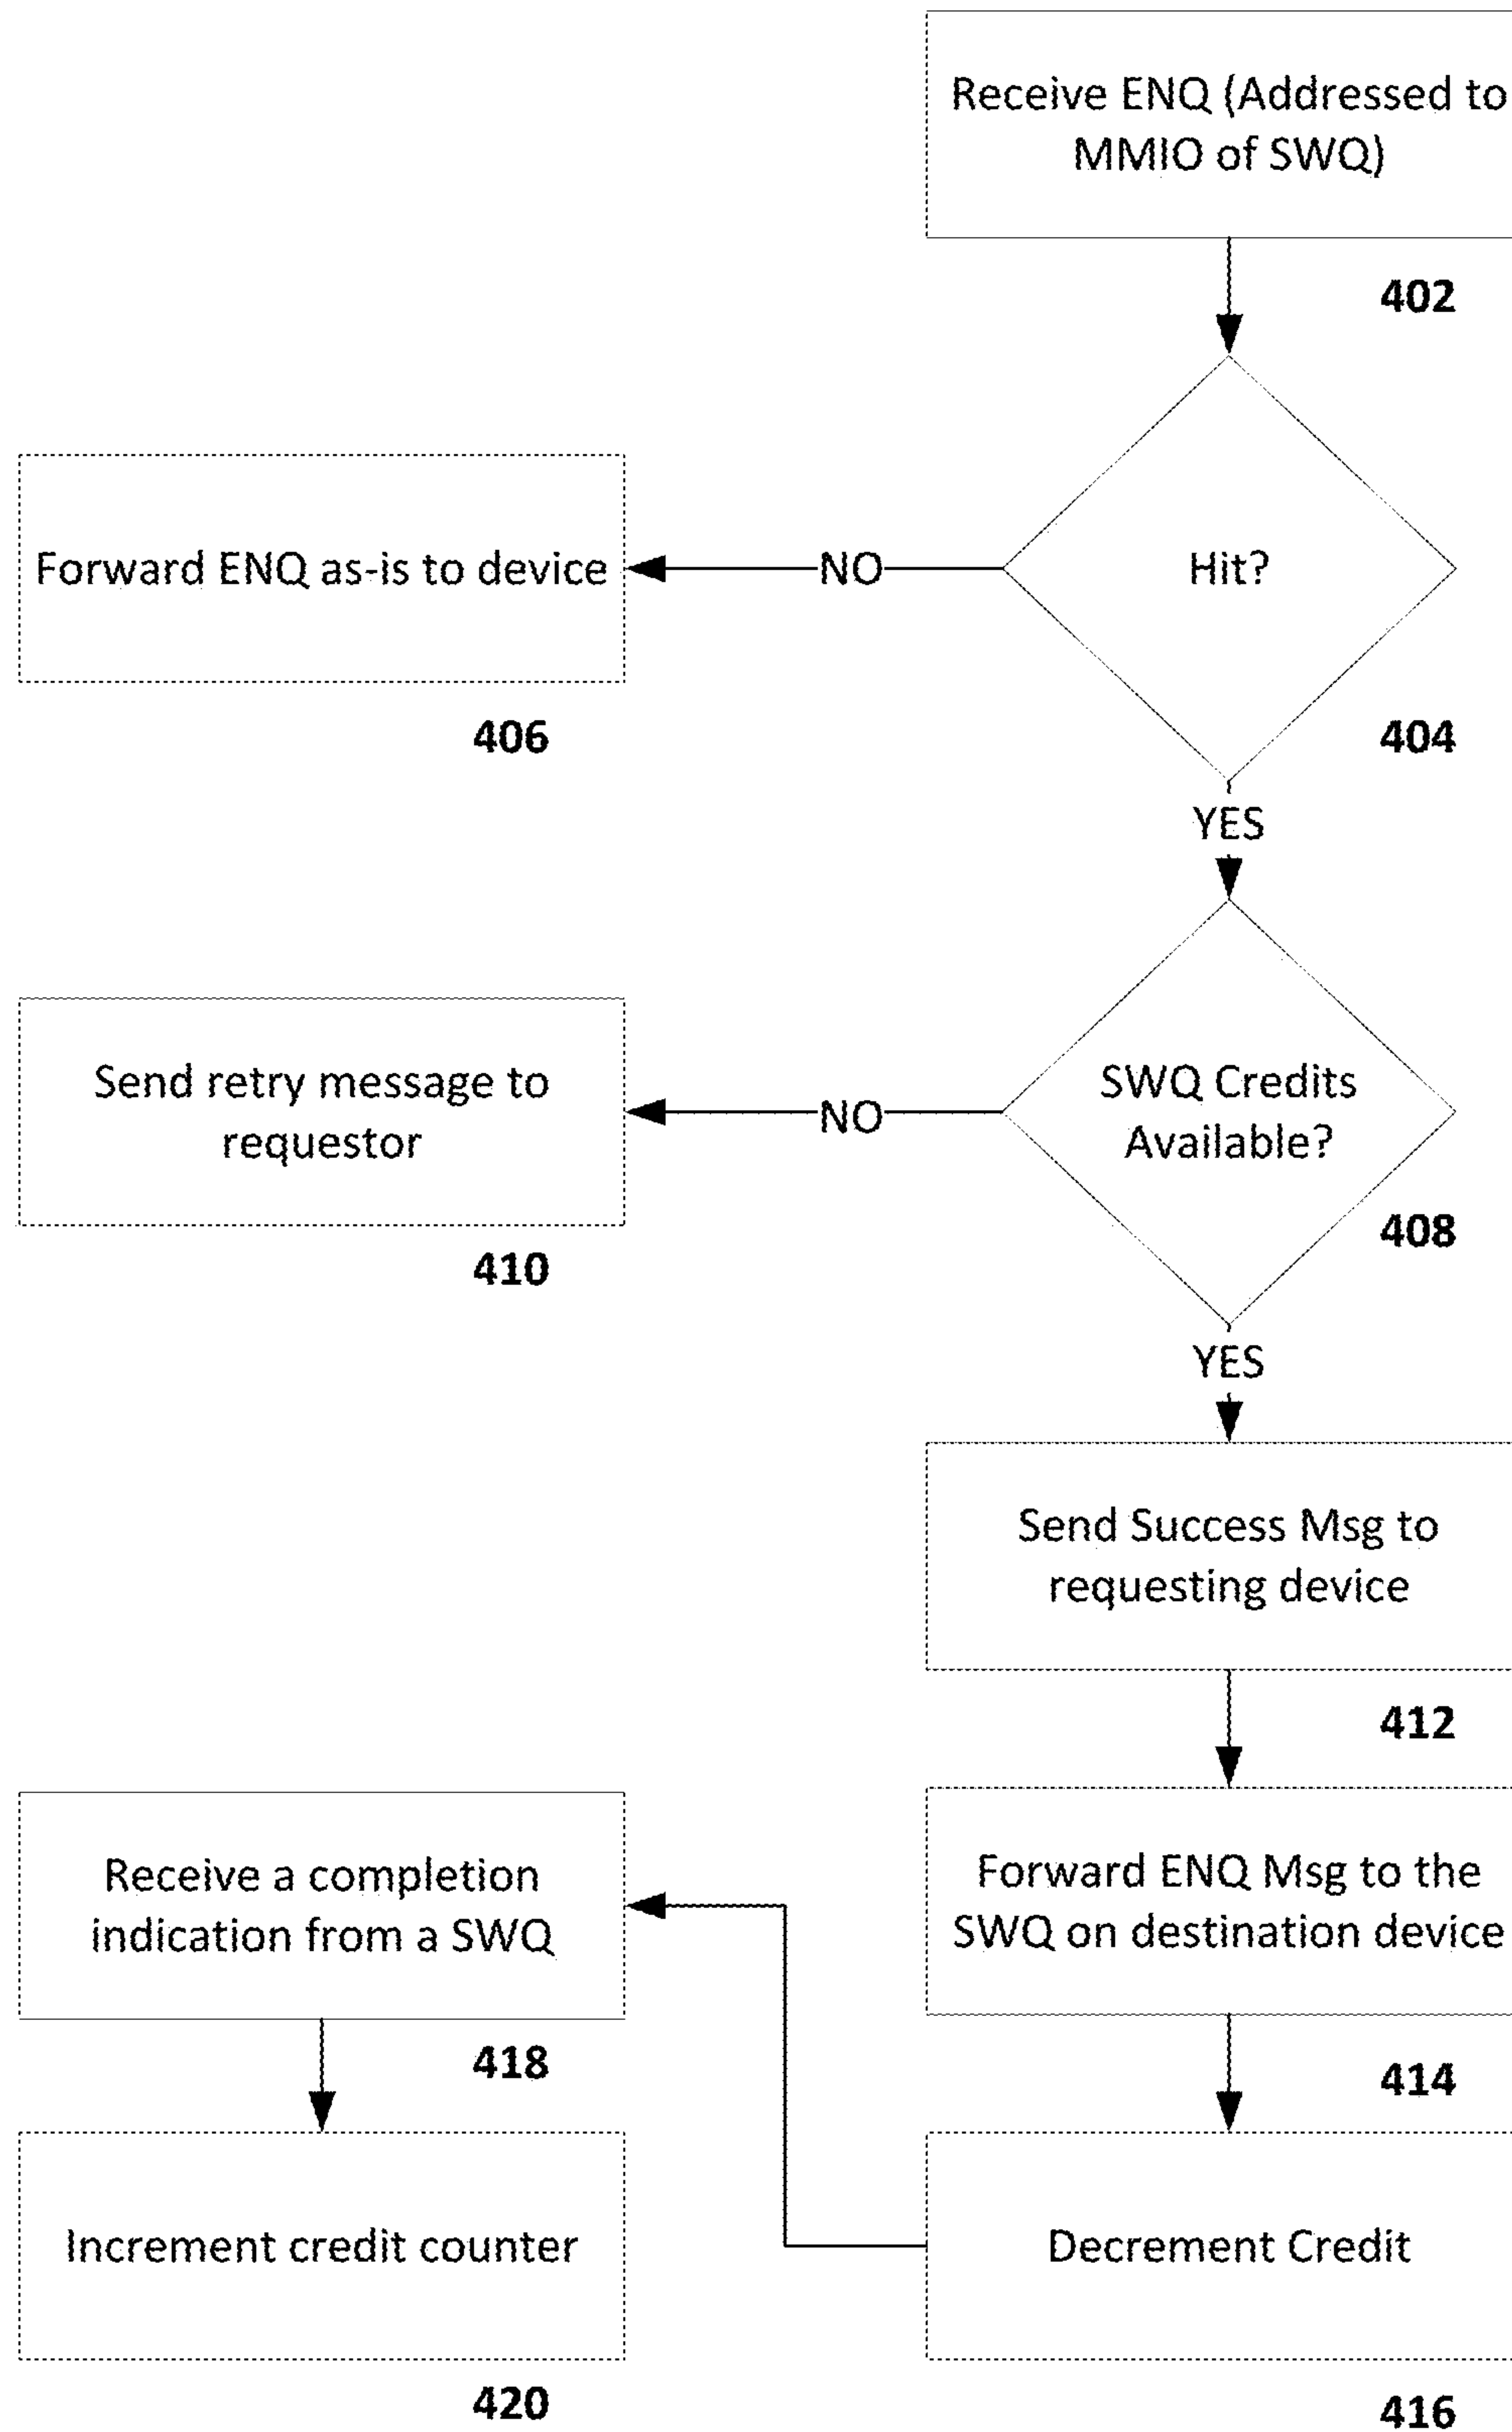 Receive ENQ (Addressed to
MMIO of SWQ)
402
Hit?
404
NO
Forward ENQ as-is to device
406
YES
SWQ Credits
Available?
408
NO
Send retry message to
requestor
410
YES
Send Success Msg to
requesting device
412
Forward ENQ Msg to the
SWQ on destination device
414
Decrement Credit
416
Receive a completion
indication from a SWQ
418
Increment credit counter
420